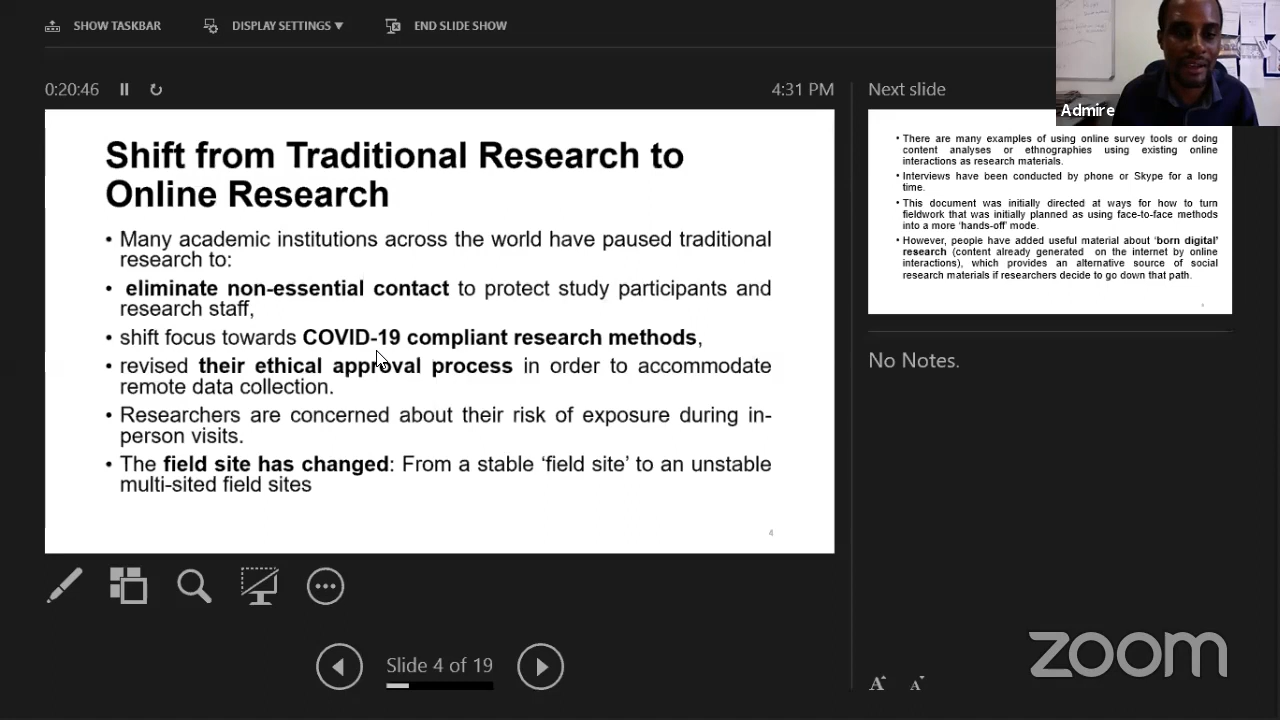 SHOW TASKBAR
DISPLAY SETTINGS ▼
END SLIDE SHOW
Admire
0:20:46
4:31 PM
Next slide
Shift from Traditional Research to
Online Research
• Many academic institutions across the world have paused traditional
research to:
• eliminate non-essential contact to protect study participants and
research staff,
• shift focus towards COVID-19 compliant research methods,
• revised their ethical approval process in order to accommodate
remote data collection.
• Researchers are concerned about their risk of exposure during in-
person visits.
• The field site has changed: From a stable ‘field site’ to an unstable
multi-sited field sites
4
• There are many examples of using online survey tools or doing
content analyses or ethnographies using existing online
interactions as research materials.
• Interviews have been conducted by phone or Skype for a long
time.
• This document was initially directed at ways for how to turn
fieldwork that was initially planned as using face-to-face methods
into a more ‘hands-off’ mode.
• However, people have added useful material about ‘born digital’
research (content already generated on the internet by online
interactions), which provides an alternative source of social
research materials if researchers decide to go down that path.
No Notes.
Slide 4 of 19
A A
zoom